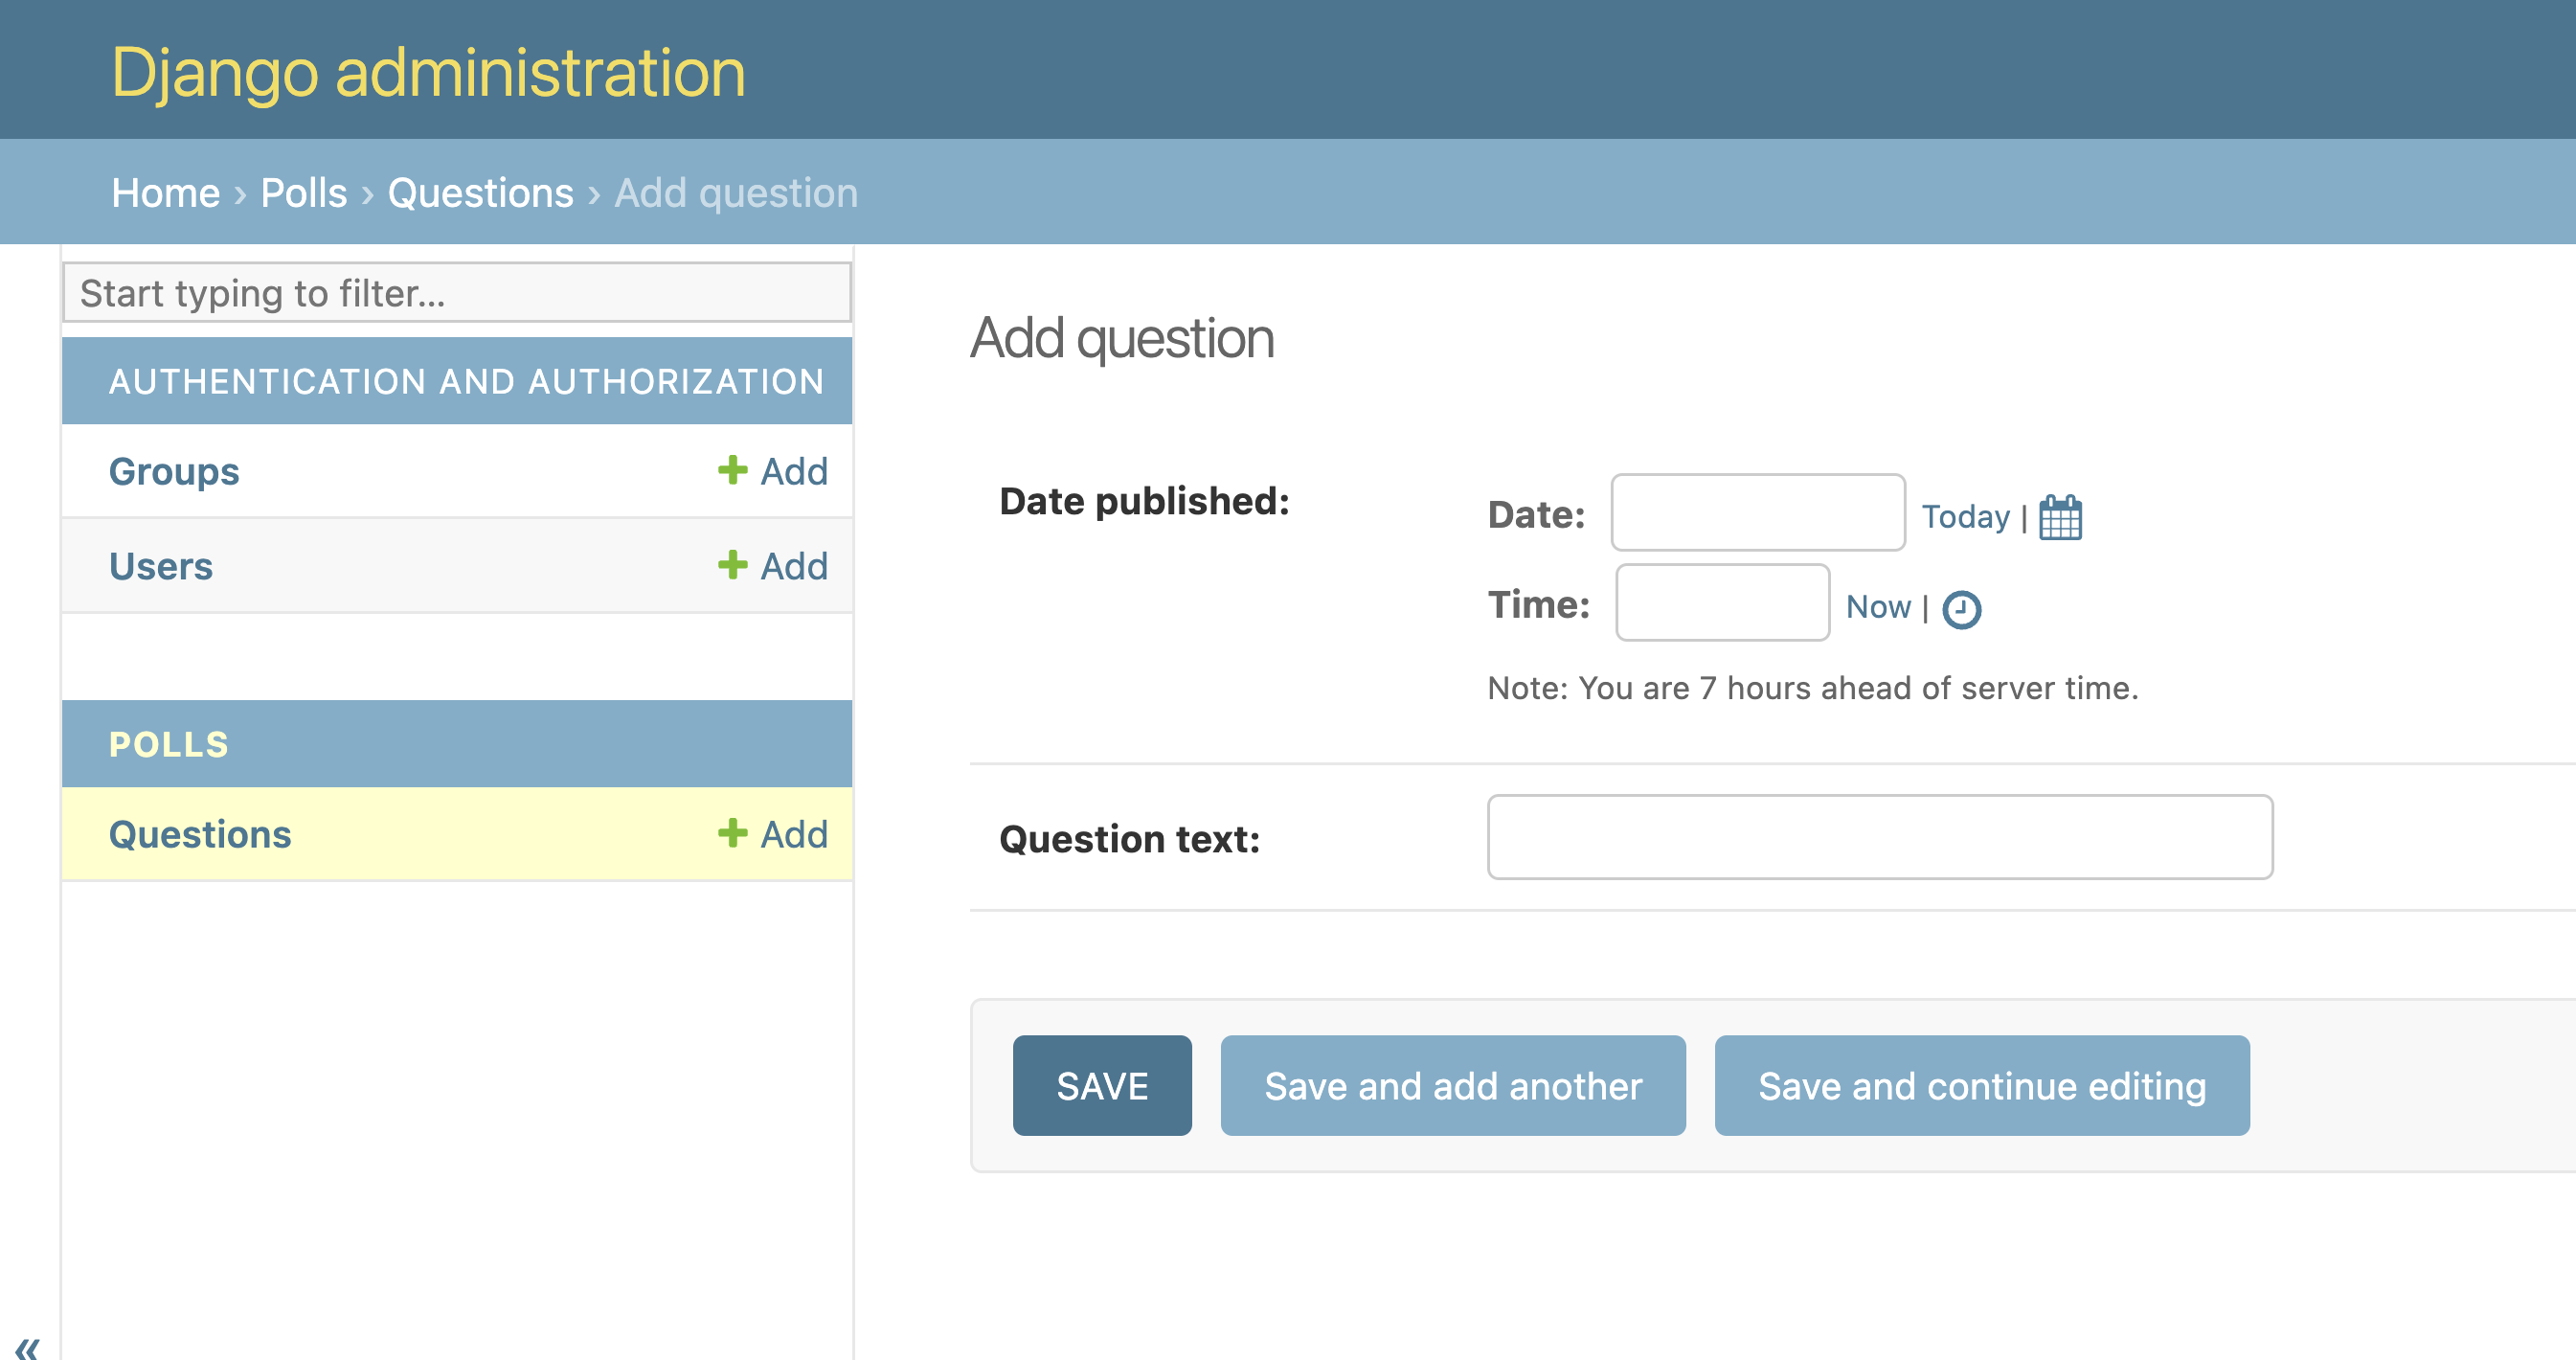 Django administration
Home › Polls › Questions › Add question
Start typing to filter...
AUTHENTICATION AND AUTHORIZATION
Groups + Add
Users + Add
POLLS
Questions + Add
«
Add question
Date published:
Date: Today |
Time: Now |
Note: You are 7 hours ahead of server time.
Question text:
SAVE Save and add another Save and continue editing